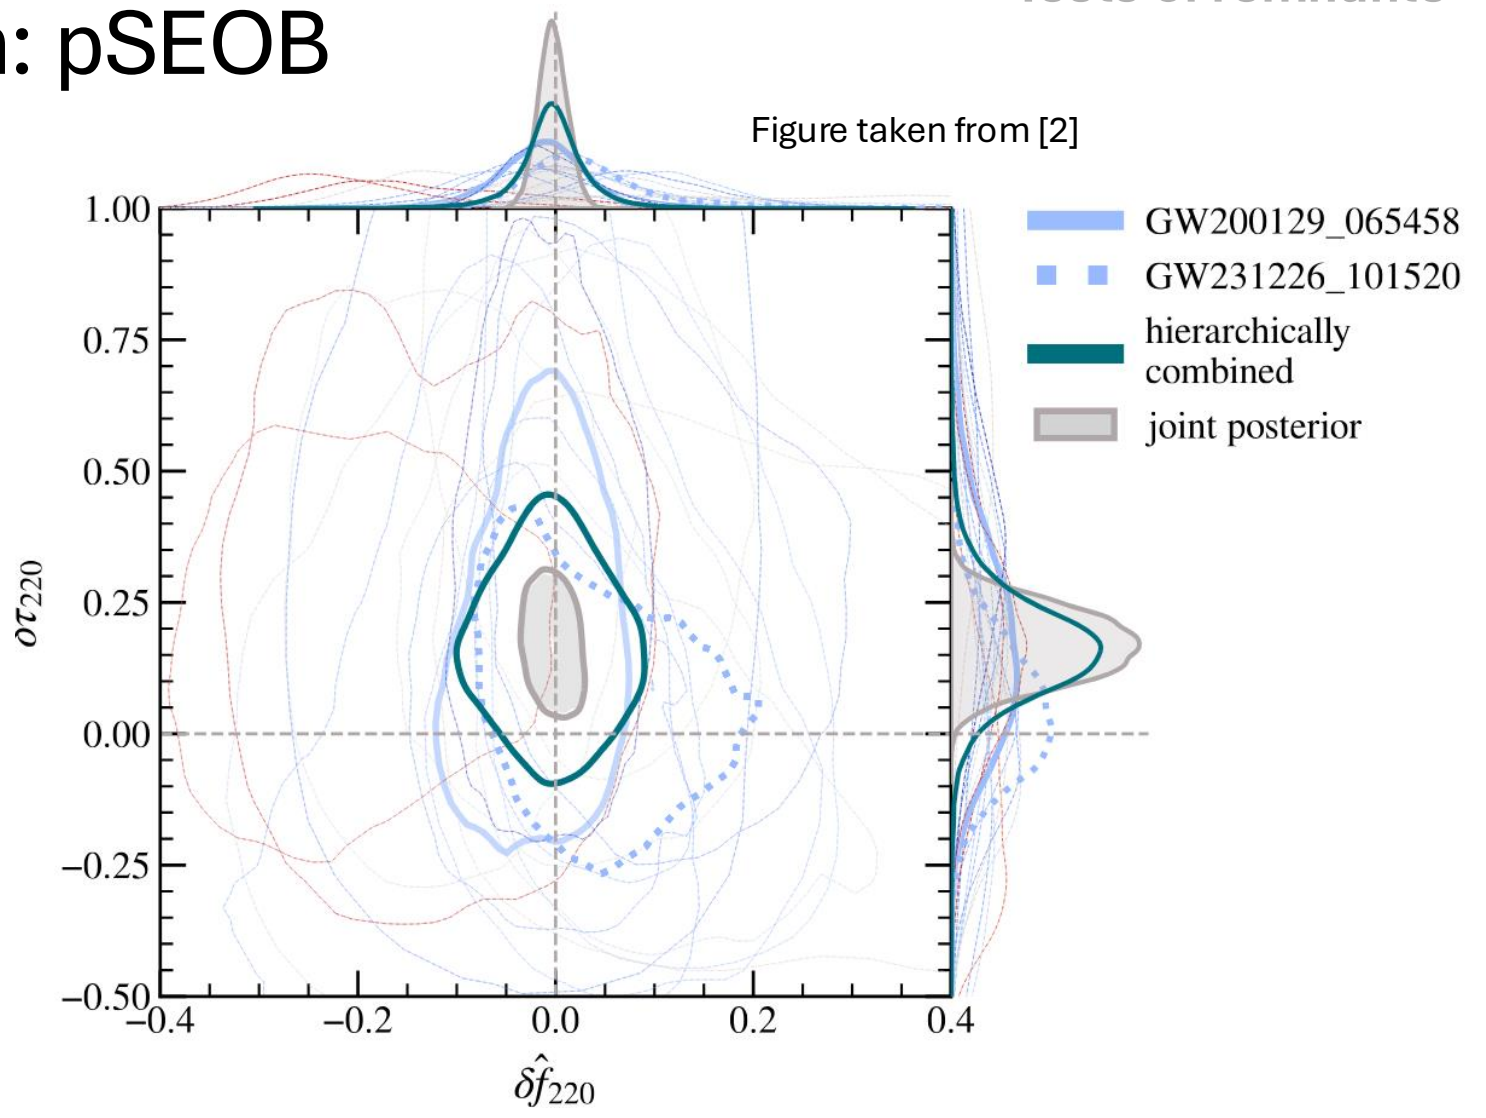 n: pSEOB
Figure taken from [2]
GW200129_065458
GW231226_101520
hierarchically
combined
joint posterior
1.00
0.75
0.50
0.25
0.00
−0.25
−0.50
δτ220
−0.4
−0.2
0.0
0.2
0.4
δf̂220